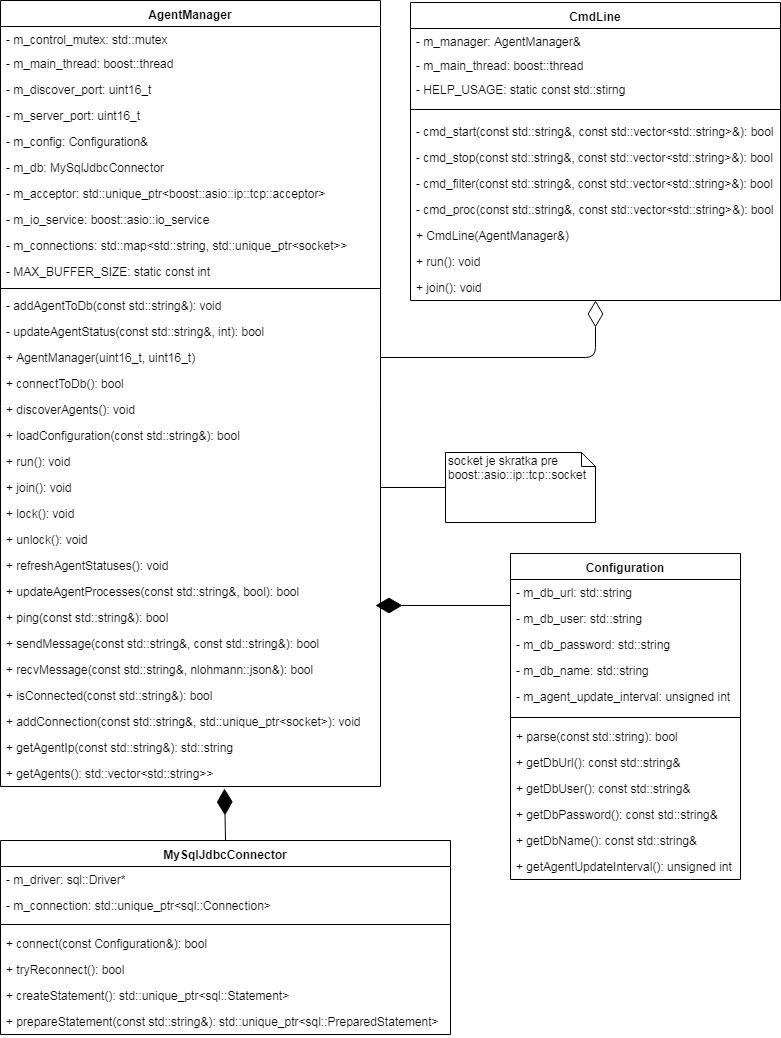 AgentManager
- m_control_mutex: std::mutex
- m_main_thread: boost::thread
- m_discover_port: uint16_t
- m_server_port: uint16_t
- m_config: Configuration&
- m_db: MySqlJdbcConnector
- m_acceptor: std::unique_ptr<boost::asio::ip::tcp::acceptor>
- m_io_service: boost::asio::io_service
- m_connections: std::map<std::string, std::unique_ptr<socket>>
- MAX_BUFFER_SIZE: static const int
- addAgentToDb(const std::string&): void
- updateAgentStatus(const std::string&, int): bool
+ AgentManager(uint16_t, uint16_t)
+ connectToDb(): bool
+ discoverAgents(): void
+ loadConfiguration(const std::string&): bool
+ run(): void
+ join(): void
+ lock(): void
+ unlock(): void
+ refreshAgentStatuses(): void
+ updateAgentProcesses(const std::string&, bool): bool
+ ping(const std::string&): bool
+ sendMessage(const std::string&, const std::string&): bool
+ recvMessage(const std::string&, nlohmann::json&): bool
+ isConnected(const std::string&): bool
+ addConnection(const std::string&, std::unique_ptr<socket>): void
+ getAgentIp(const std::string&): std::string
+ getAgents(): std::vector<std::string>>
CmdLine
- m_manager: AgentManager&
- m_main_thread: boost::thread
- HELP_USAGE: static const std::stirng
- cmd_start(const std::string&, const std::vector<std::string>&): bool
- cmd_stop(const std::string&, const std::vector<std::string>&): bool
- cmd_filter(const std::string&, const std::vector<std::string>&): bool
- cmd_proc(const std::string&, const std::vector<std::string>&): bool
+ CmdLine(AgentManager&)
+ run(): void
+ join(): void
socket je skratka pre
boost::asio::ip::tcp::socket
Configuration
- m_db_url: std::string
- m_db_user: std::string
- m_db_password: std::string
- m_db_name: std::string
- m_agent_update_interval: unsigned int
+ parse(const std::string): bool
+ getDbUrl(): const std::string&
+ getDbUser(): const std::string&
+ getDbPassword(): const std::string&
+ getDbName(): const std::string&
+ getAgentUpdateInterval(): unsigned int
MySqlJdbcConnector
- m_driver: sql::Driver*
- m_connection: std::unique_ptr<sql::Connection>
+ connect(const Configuration&): bool
+ tryReconnect(): bool
+ createStatement(): std::unique_ptr<sql::Statement>
+ prepareStatement(const std::string&): std::unique_ptr<sql::PreparedStatement>